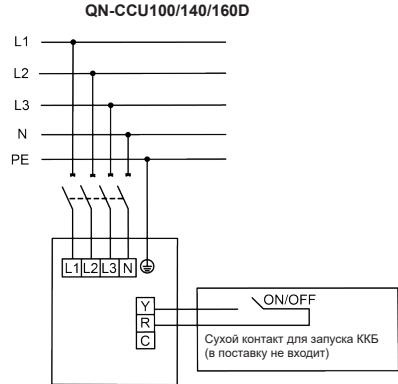 QN-CCU100/140/160D
L1
L2
L3
N
PE
L1 L2 L3 N
Y
R
C
ON/OFF
Сухой контакт для запуска ККБ
(в поставку не входит)